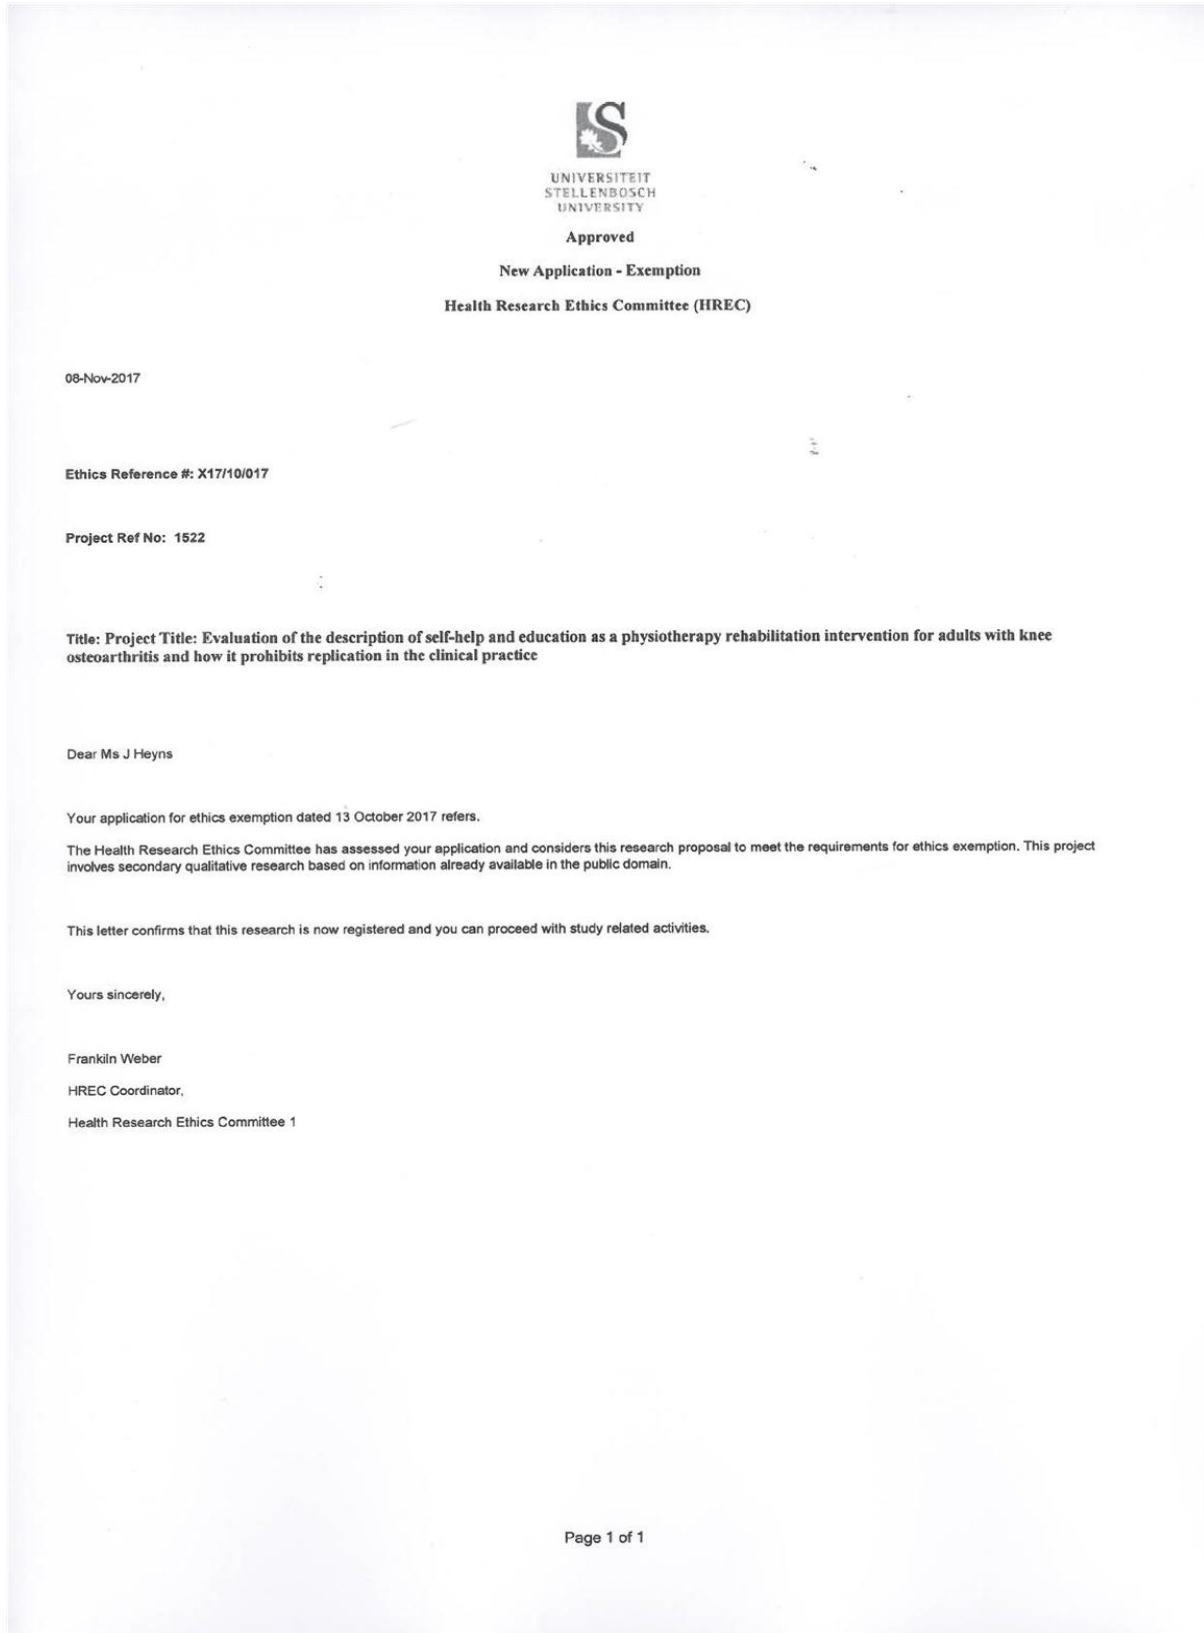 UNIVERSITEIT
STELLENBOSCH
UNIVERSITY
Approved
New Application - Exemption
Health Research Ethics Committee (HREC)
08-Nov-2017
Ethics Reference #: X17/10/017
Project Ref No: 1522
Title: Project Title: Evaluation of the description of self-help and education as a physiotherapy rehabilitation intervention for adults with knee
osteoarthritis and how it prohibits replication in the clinical practice
Dear Ms J Heyns
Your application for ethics exemption dated 13 October 2017 refers.
The Health Research Ethics Committee has assessed your application and considers this research proposal to meet the requirements for ethics exemption. This project
involves secondary qualitative research based on information already available in the public domain.
This letter confirms that this research is now registered and you can proceed with study related activities.
Yours sincerely,
Franklin Weber
HREC Coordinator,
Health Research Ethics Committee 1
Page 1 of 1